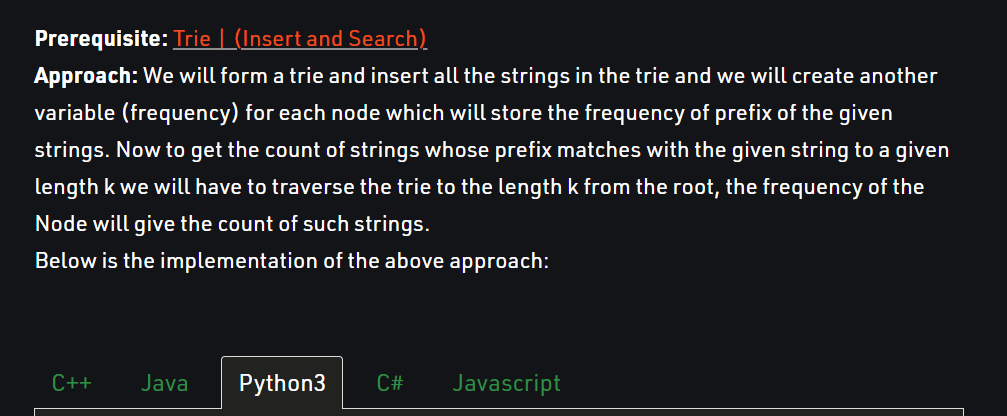 Prerequisite: Trie | (Insert and Search)
Approach: We will form a trie and insert all the strings in the trie and we will create another
variable (frequency) for each node which will store the frequency of prefix of the given
strings. Now to get the count of strings whose prefix matches with the given string to a given
length k we will have to traverse the trie to the length k from the root, the frequency of the
Node will give the count of such strings.
Below is the implementation of the above approach:
C++ Java Python3 C# Javascript